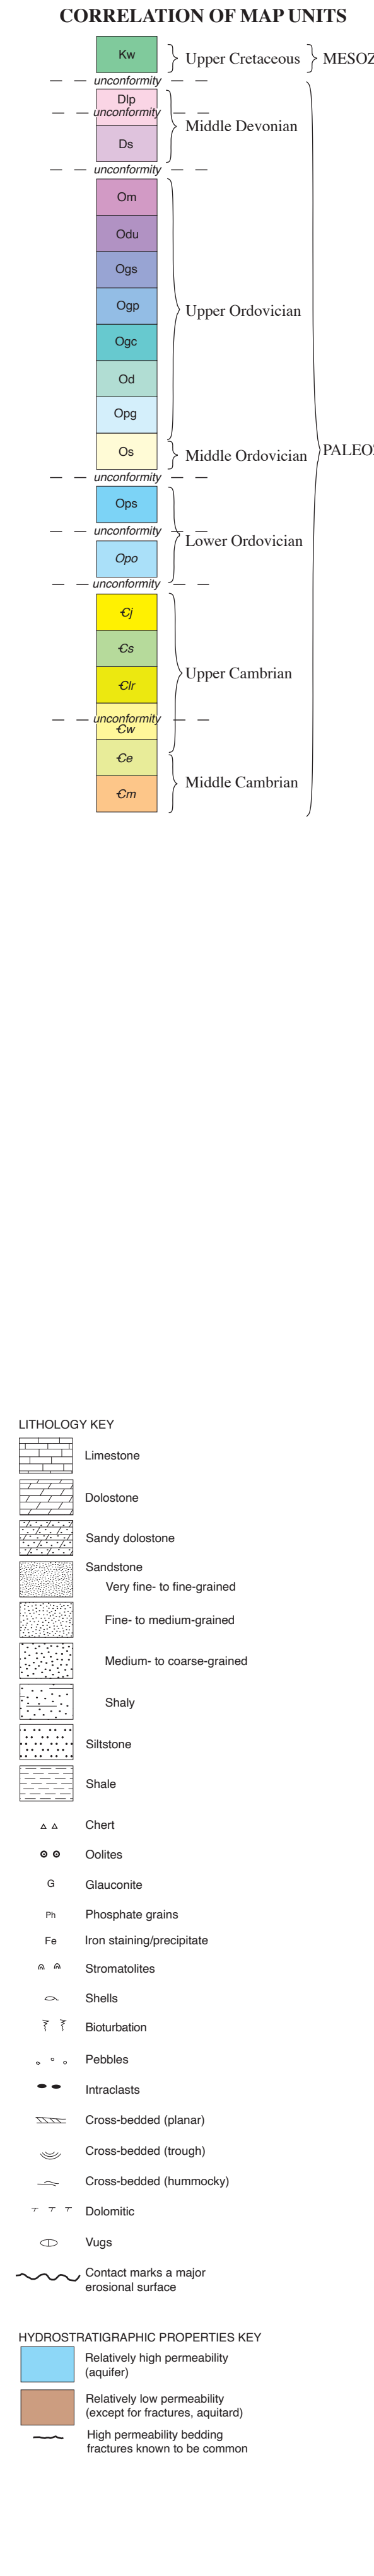 CORRELATION OF MAP UNITS
Kw
Upper Cretaceous
MESOZ
unconformity
Dlp
unconformity
Middle Devonian
Ds
unconformity
Om
Odu
Ogs
Ogp
Upper Ordovician
Ogc
Od
Opg
Os
Middle Ordovician
PALEO
unconformity
Ops
unconformity
Lower Ordovician
Opo
unconformity
Ꞓj
Ꞓs
Upper Cambrian
Ꞓlr
unconformity
Ꞓw
Ꞓe
Middle Cambrian
Ꞓm
LITHOLOGY KEY
Limestone
Dolostone
Sandy dolostone
Sandstone
Very fine- to fine-grained
Fine- to medium-grained
Medium- to coarse-grained
Shaly
Siltstone
Shale
Chert
Oolites
G Glauconite
Ph Phosphate grains
Fe Iron staining/precipitate
Stromatolites
Shells
Bioturbation
Pebbles
Intraclasts
Cross-bedded (planar)
Cross-bedded (trough)
Cross-bedded (hummocky)
Dolomitic
Vugs
Contact marks a major
erosional surface
HYDROSTRATIGRAPHIC PROPERTIES KEY
Relatively high permeability
(aquifer)
Relatively low permeability
(except for fractures, aquitard)
High permeability bedding
fractures known to be common